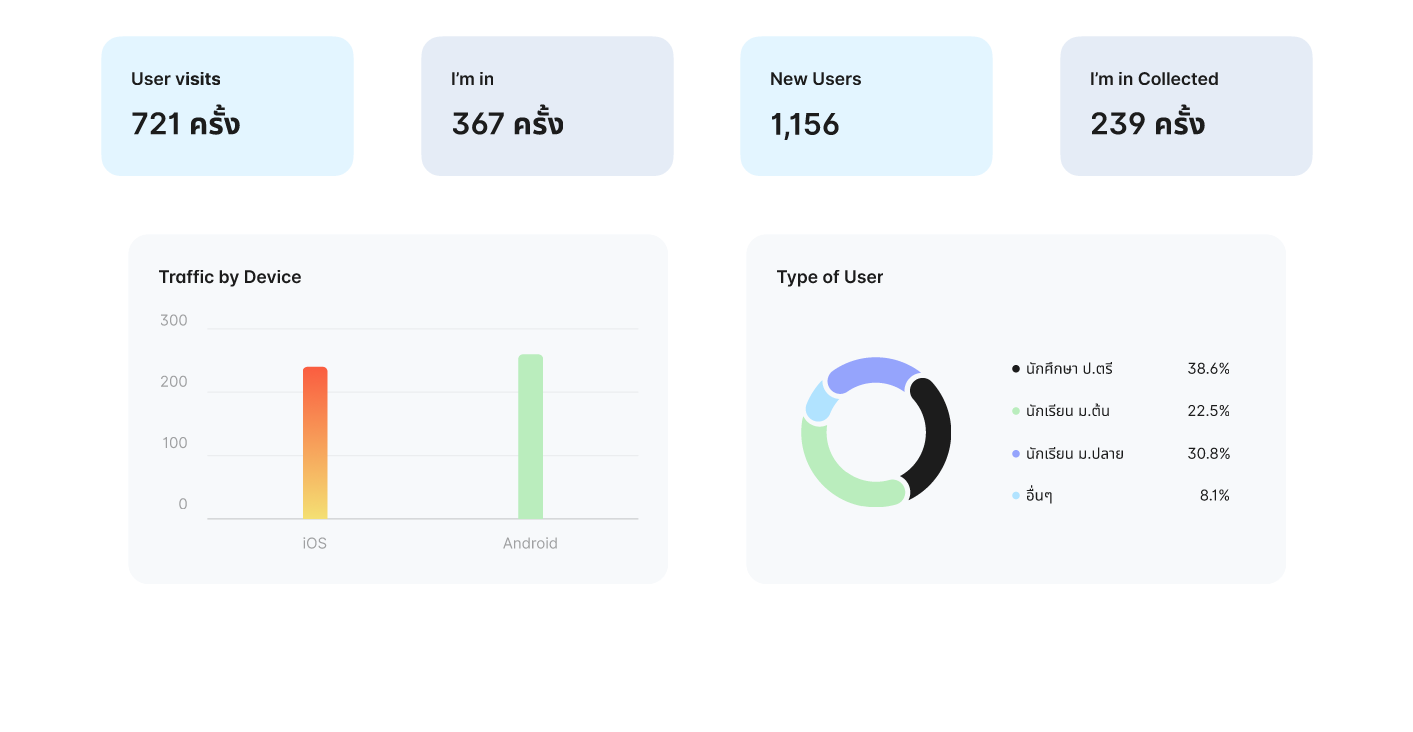 User visits
721 ครั้ง
I'm in
367 ครั้ง
New Users
1,156
I'm in Collected
239 ครั้ง
Traffic by Device
300
200
100
0
iOS
Android
Type of User
นักศึกษา ป.ตรี 38.6%
นักเรียน ม.ต้น 22.5%
นักเรียน ม.ปลาย 30.8%
อื่นๆ 8.1%